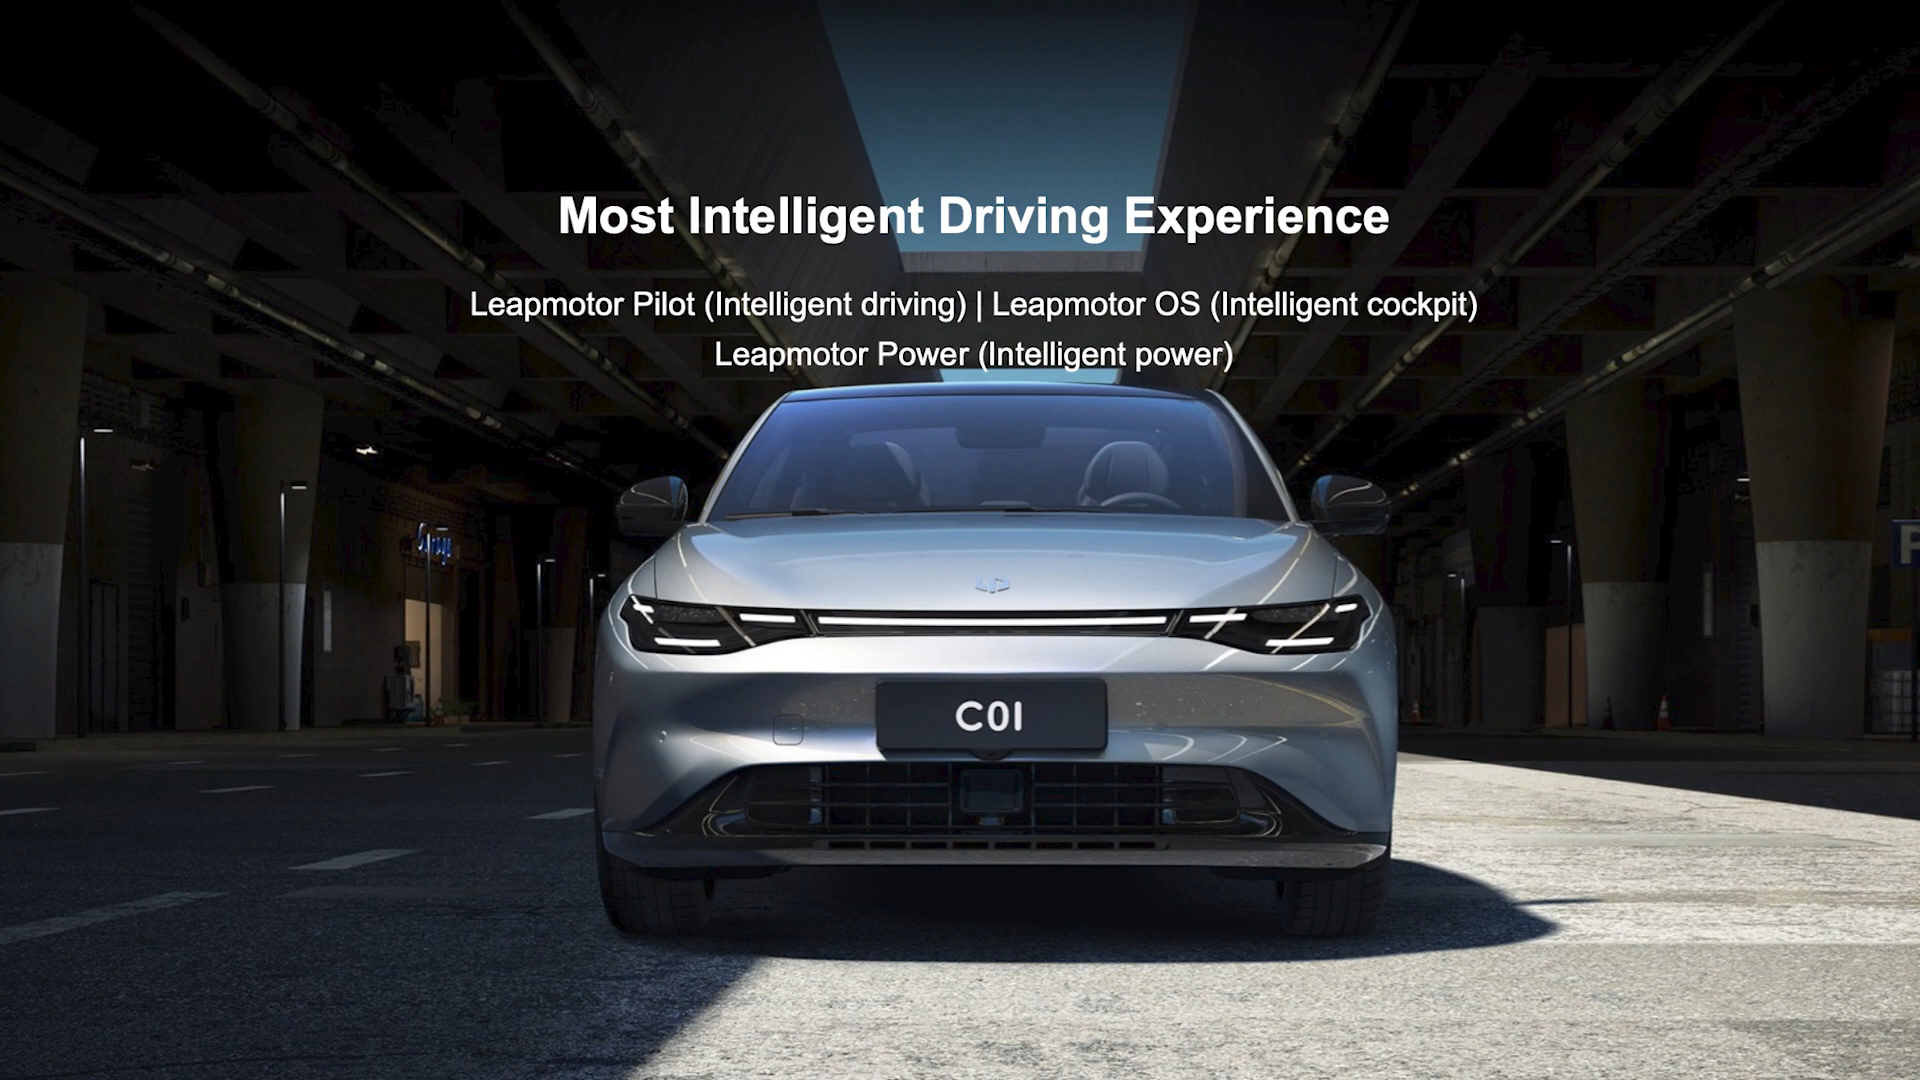 Most Intelligent Driving Experience
Leapmotor Pilot (Intelligent driving) | Leapmotor OS (Intelligent cockpit)
Leapmotor Power (Intelligent power)
C01
P